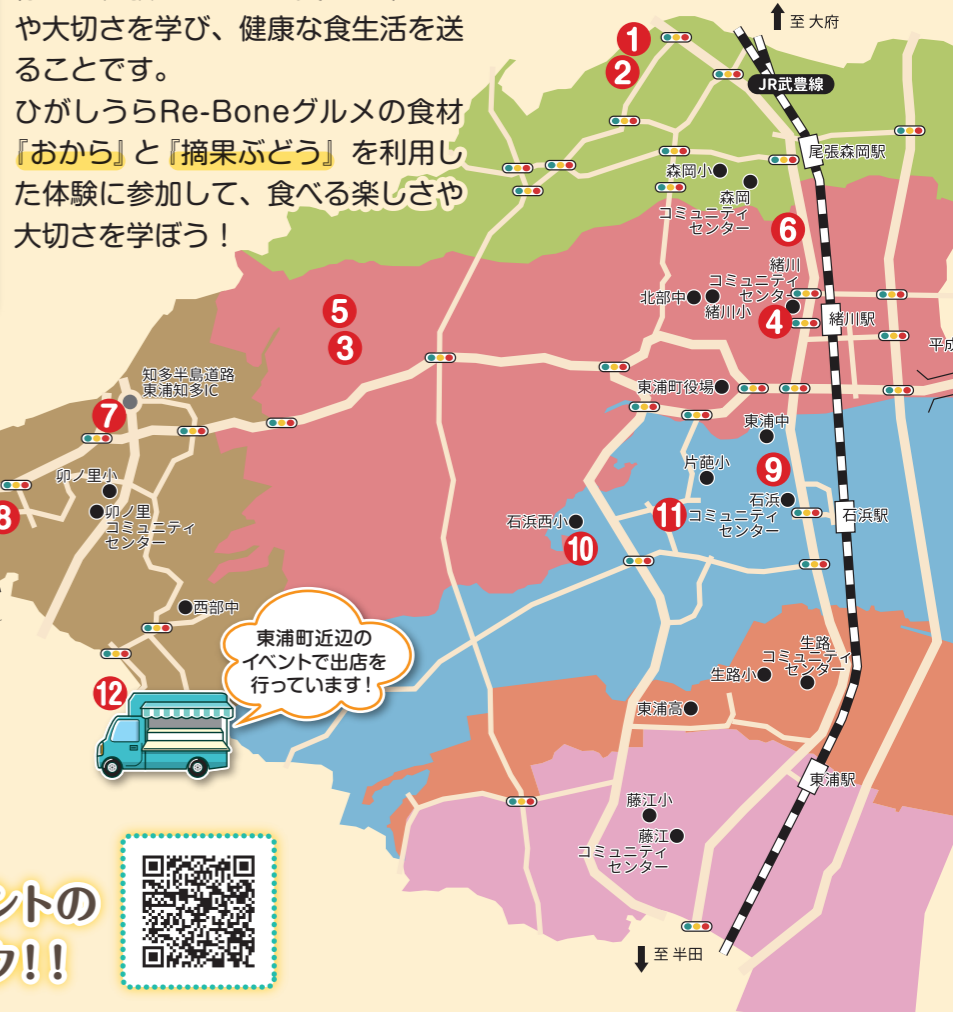 や大切さを学び、健康な食生活を送
ることです。
ひがしうらRe-Boneグルメの食材
『おから』と『摘果ぶどう』を利用し
た体験に参加して、食べる楽しさや
大切さを学ぼう！
至 大府
JR武豊線
1
2
尾張森岡駅
森岡小
森岡
コミュニティ
センター
6
緒川
コミュニティ
センター
北部中
緒川小
4
緒川駅
5
3
平成
知多半島道路
東浦知多IC
7
東浦町役場
東浦中
片葩小
9
卯ノ里小
8
卯ノ里
コミュニティ
センター
石浜西小
10
11
石浜
コミュニティ
センター
石浜駅
西部中
東浦町近辺の
イベントで出店を
行っています！
12
生路
コミュニティ
センター
生路小
東浦高
東浦駅
藤江小
藤江
コミュニティ
センター
ントの
ク!!
至 半田